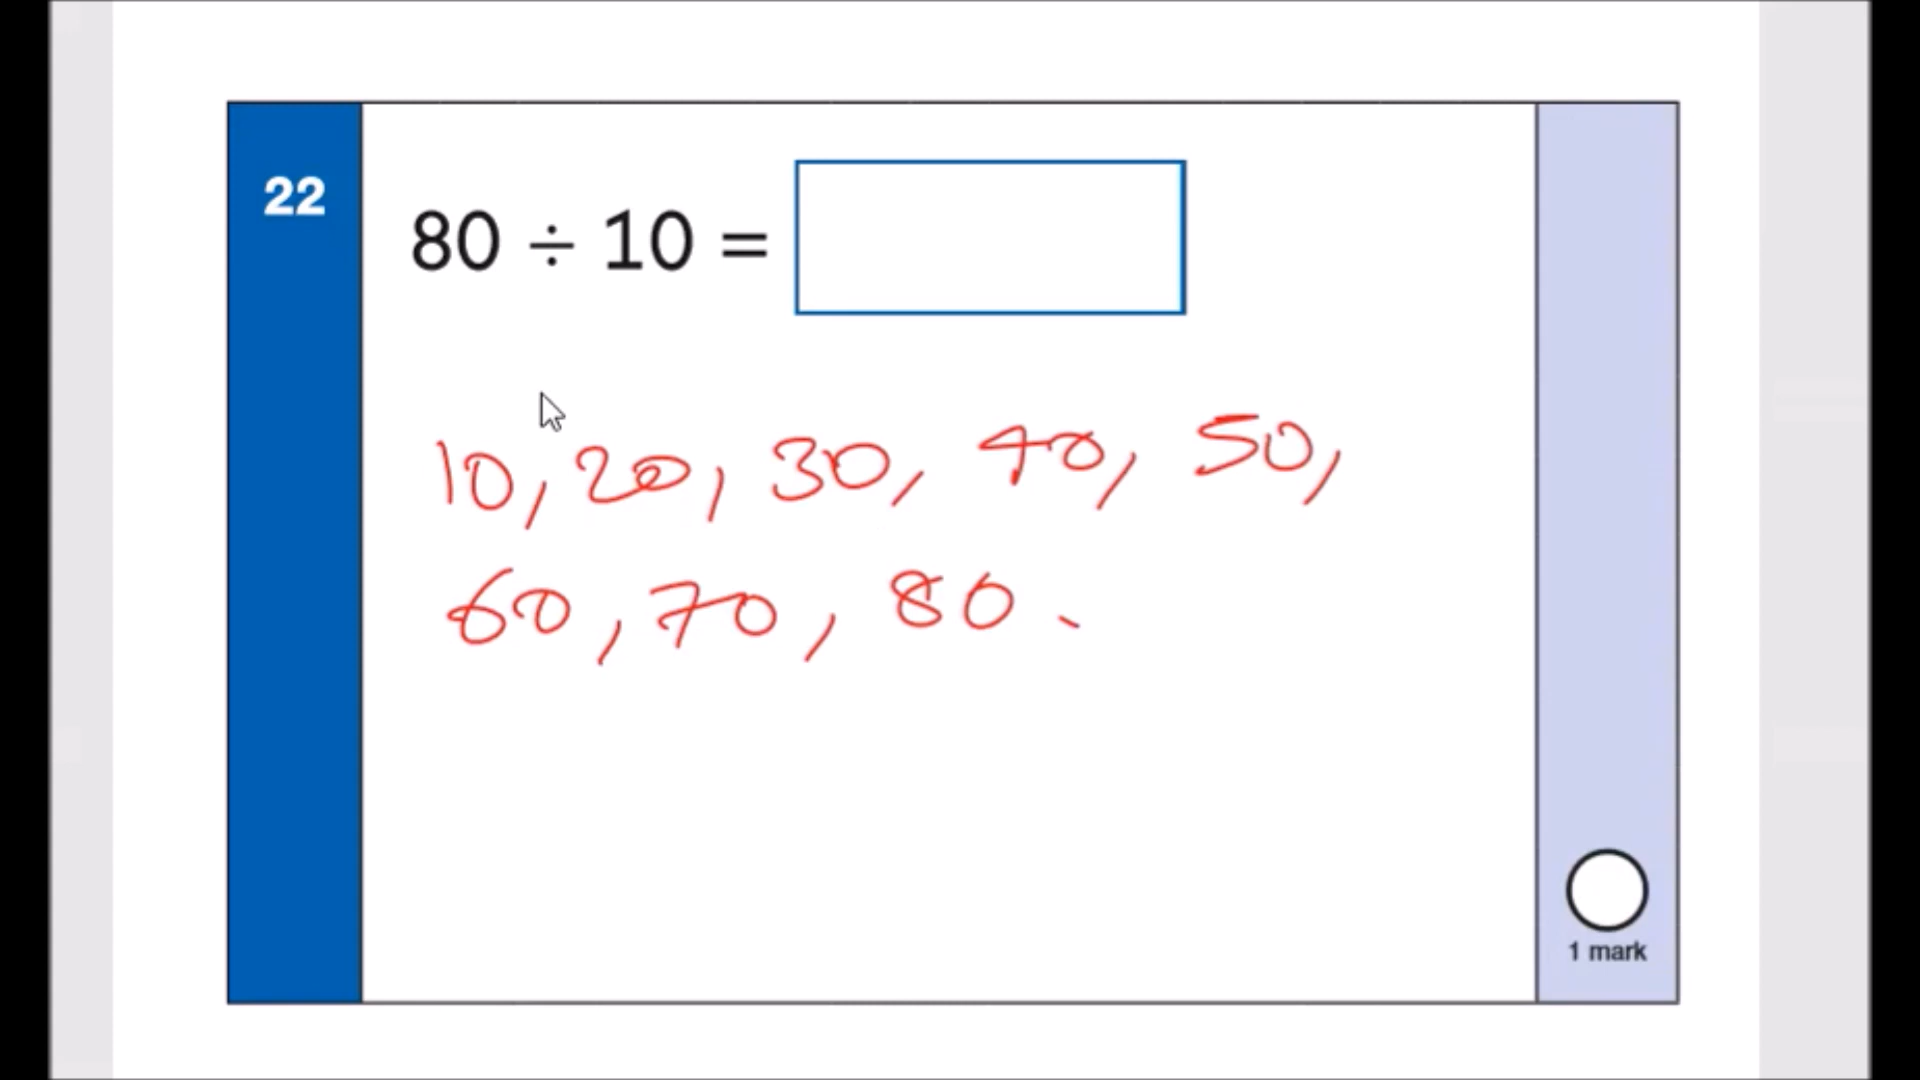 22
80 ÷ 10 =
10, 20, 30, 40, 50,
60, 70, 80.
1 mark